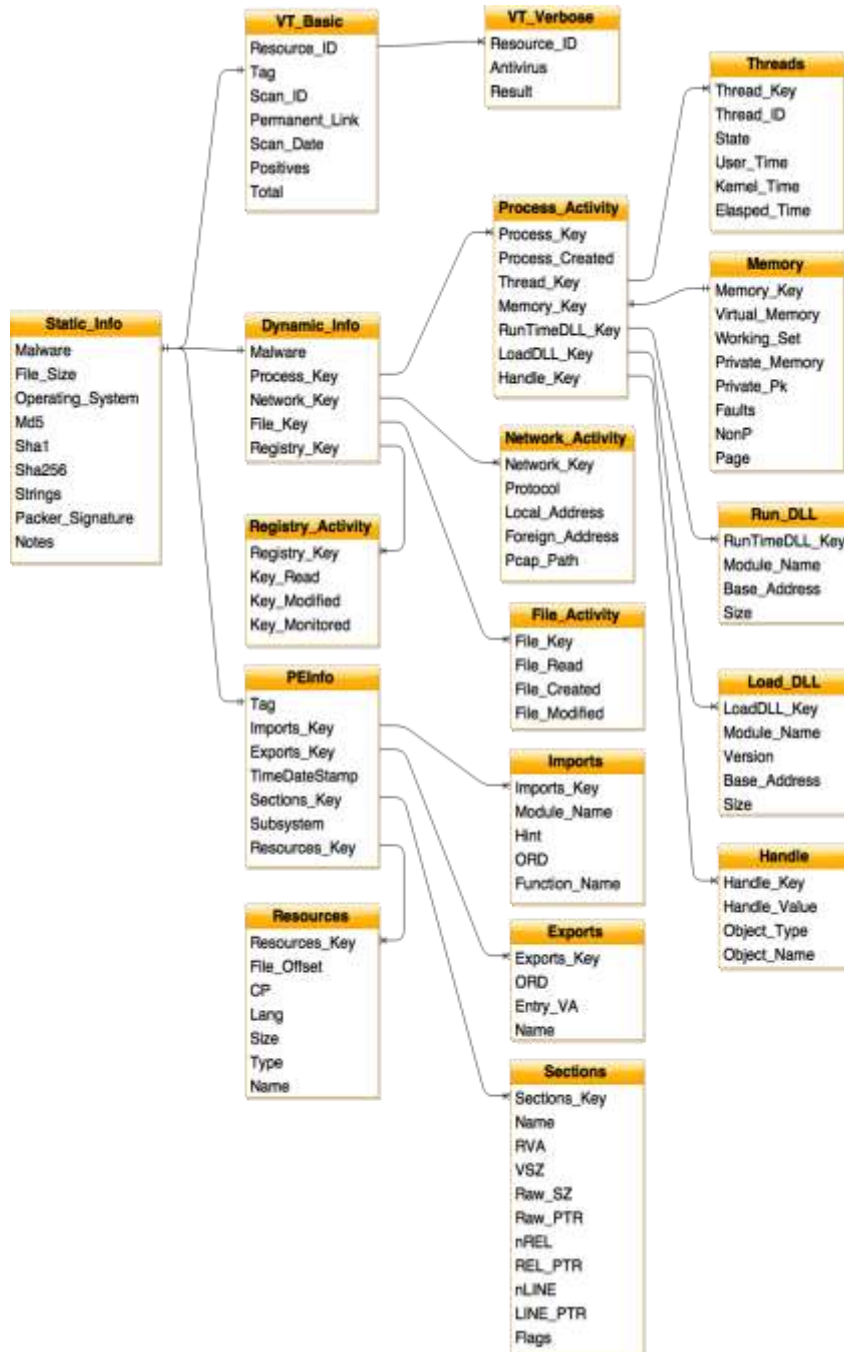 VT_Basic
Resource_ID
Tag
Scan_ID
Permanent_Link
Scan_Date
Positives
Total
VT_Verbose
Resource_ID
Antivirus
Result
Threads
Thread_Key
Thread_ID
State
User_Time
Kernel_Time
Elasped_Time
Process_Activity
Process_Key
Process_Created
Thread_Key
Memory_Key
RunTimeDLL_Key
LoadDLL_Key
Handle_Key
Memory
Memory_Key
Virtual_Memory
Working_Set
Private_Memory
Private_Pk
Faults
NonP
Page
Static_Info
Malware
File_Size
Operating_System
Md5
Sha1
Sha256
Strings
Packer_Signature
Notes
Dynamic_Info
Malware
Process_Key
Network_Key
File_Key
Registry_Key
Network_Activity
Network_Key
Protocol
Local_Address
Foreign_Address
Pcap_Path
Run_DLL
RunTimeDLL_Key
Module_Name
Base_Address
Size
Registry_Activity
Registry_Key
Key_Read
Key_Modified
Key_Monitored
File_Activity
File_Key
File_Read
File_Created
File_Modified
PEInfo
Tag
Imports_Key
Exports_Key
TimeDateStamp
Sections_Key
Subsystem
Resources_Key
Load_DLL
LoadDLL_Key
Module_Name
Version
Base_Address
Size
Imports
Imports_Key
Module_Name
Hint
ORD
Function_Name
Handle
Handle_Key
Handle_Value
Object_Type
Object_Name
Resources
Resources_Key
File_Offset
CP
Lang
Size
Type
Name
Exports
Exports_Key
ORD
Entry_VA
Name
Sections
Sections_Key
Name
RVA
VSZ
Raw_SZ
Raw_PTR
nREL
REL_PTR
nLINE
LINE_PTR
Flags